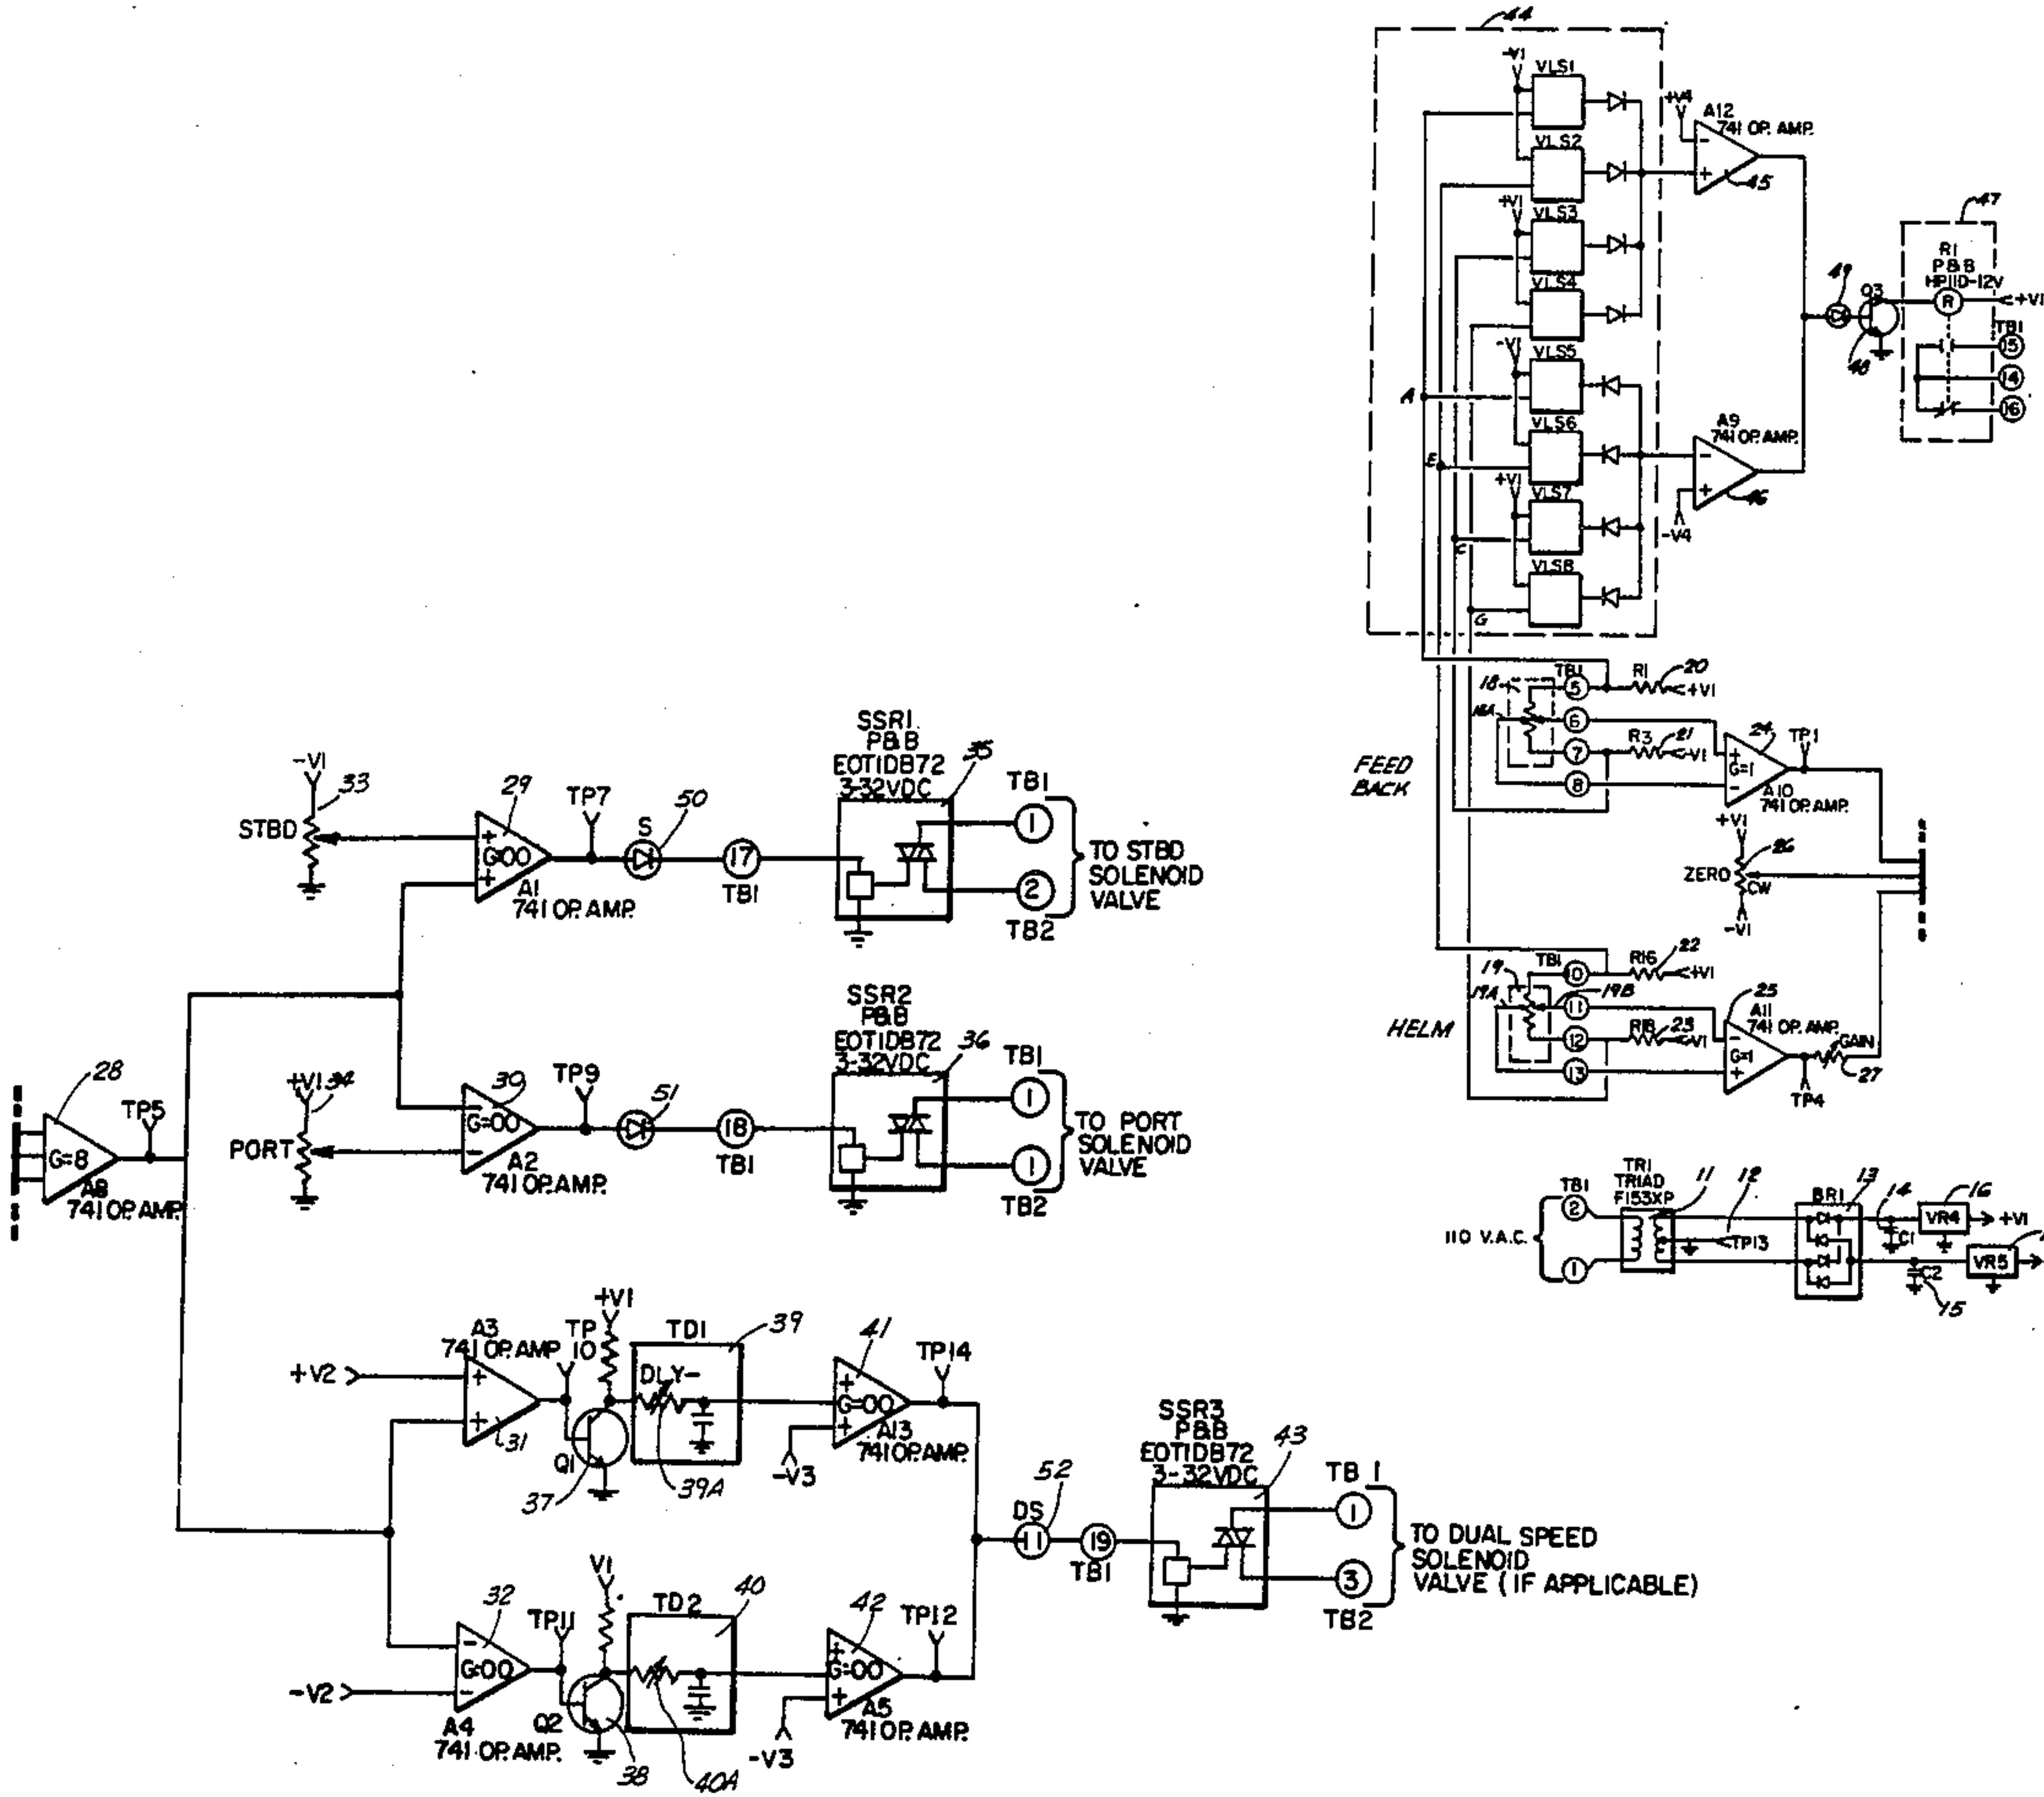 44
-V1
VLS1
VLS2
+V1
VLS3
VLS4
-V1
VLS5
VLS6
+V1
VLS7
VLS8
A
E
C
G
+V4
A12
741 OP. AMP.
-
+
45
A9
741 OP. AMP.
-
+
46
-V4
49
Q3
48
47
R1
P&B
HP11D-12V
R
+V1
TB1
15
14
16
FEED
BACK
18
18A
TB1
5
6
7
8
R1
20
+V1
R3
21
-V1
24
+
G=1
-
A10
741 OP. AMP.
TP1
+V1
26
ZERO
CW
-V1
HELM
19
19A
19B
TB1
10
11
12
13
R16
22
+V1
R18
23
-V1
25
A11
741 OP. AMP.
-
G=1
+
GAIN
27
TP4
TB1
2
1
110 V.A.C.
TR1
TRIAD
F153XP
11
12
TP13
BR1
13
14
C1
16
VR4
+V1
C2
15
VR5
28
G=8
A8
741 OP. AMP.
TP5
-V1
33
STBD
29
+
G=OO
+
A1
741 OP. AMP.
TP7
S
50
17
TB1
SSR1
P&B
EOT1DB72
3-32VDC
35
TB1
1
2
TB2
TO STBD
SOLENOID
VALVE
+V1
34
PORT
30
-
G=OO
-
A2
741 OP. AMP.
TP9
51
18
TB1
SSR2
P&B
EOT1DB72
3-32VDC
36
TB1
1
1
TB2
TO PORT
SOLENOID
VALVE
+V2
A3
741 OP. AMP
+
+
31
TP
10
+V1
Q1
37
TD1
39
DLY-
39A
41
+
G=OO
+
A13
741 OP. AMP.
-V3
TP14
-V2
32
-
G=OO
-
A4
741 OP. AMP.
TP11
V1
Q2
38
TD2
40
40A
42
+
G=OO
+
A5
741 OP. AMP.
-V3
TP12
DS
52
19
TB1
SSR3
P&B
EOT1DB72
3-32VDC
43
TB 1
1
3
TB2
TO DUAL SPEED
SOLENOID
VALVE (IF APPLICABLE)